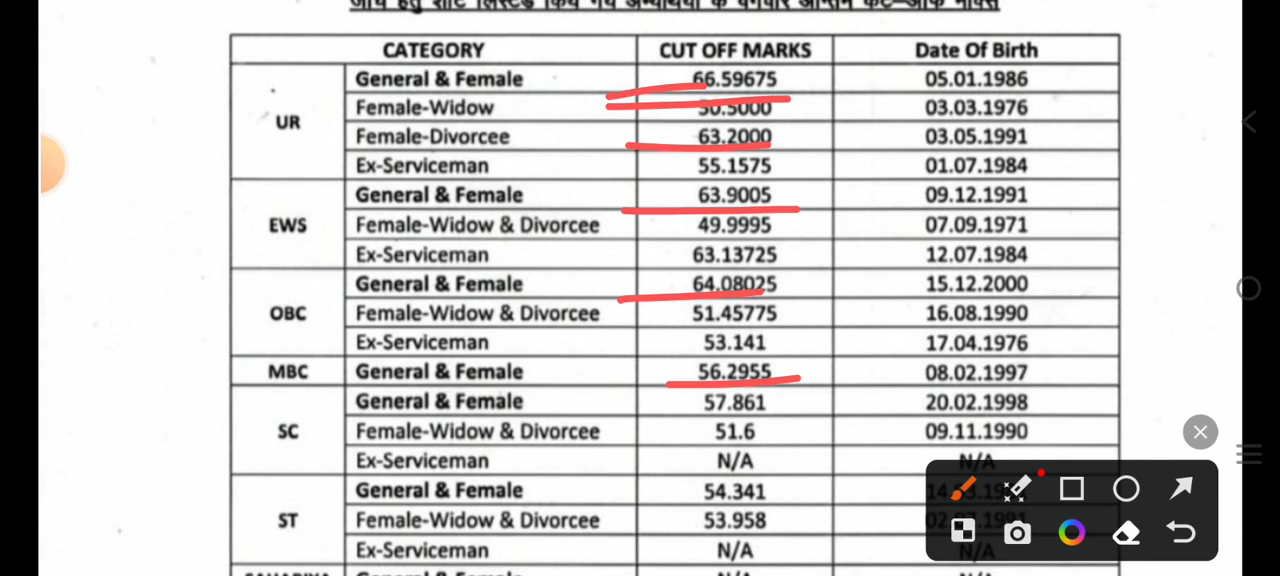 CATEGORY CUT OFF MARKS Date Of Birth
UR General & Female 66.59675 05.01.1986
Female-Widow 50.5000 03.03.1976
Female-Divorcee 63.2000 03.05.1991
Ex-Serviceman 55.1575 01.07.1984
EWS General & Female 63.9005 09.12.1991
Female-Widow & Divorcee 49.9995 07.09.1971
Ex-Serviceman 63.13725 12.07.1984
OBC General & Female 64.08025 15.12.2000
Female-Widow & Divorcee 51.45775 16.08.1990
Ex-Serviceman 53.141 17.04.1976
MBC General & Female 56.2955 08.02.1997
SC General & Female 57.861 20.02.1998
Female-Widow & Divorcee 51.6 09.11.1990
Ex-Serviceman N/A N/A
ST General & Female 54.341
Female-Widow & Divorcee 53.958
Ex-Serviceman N/A N/A